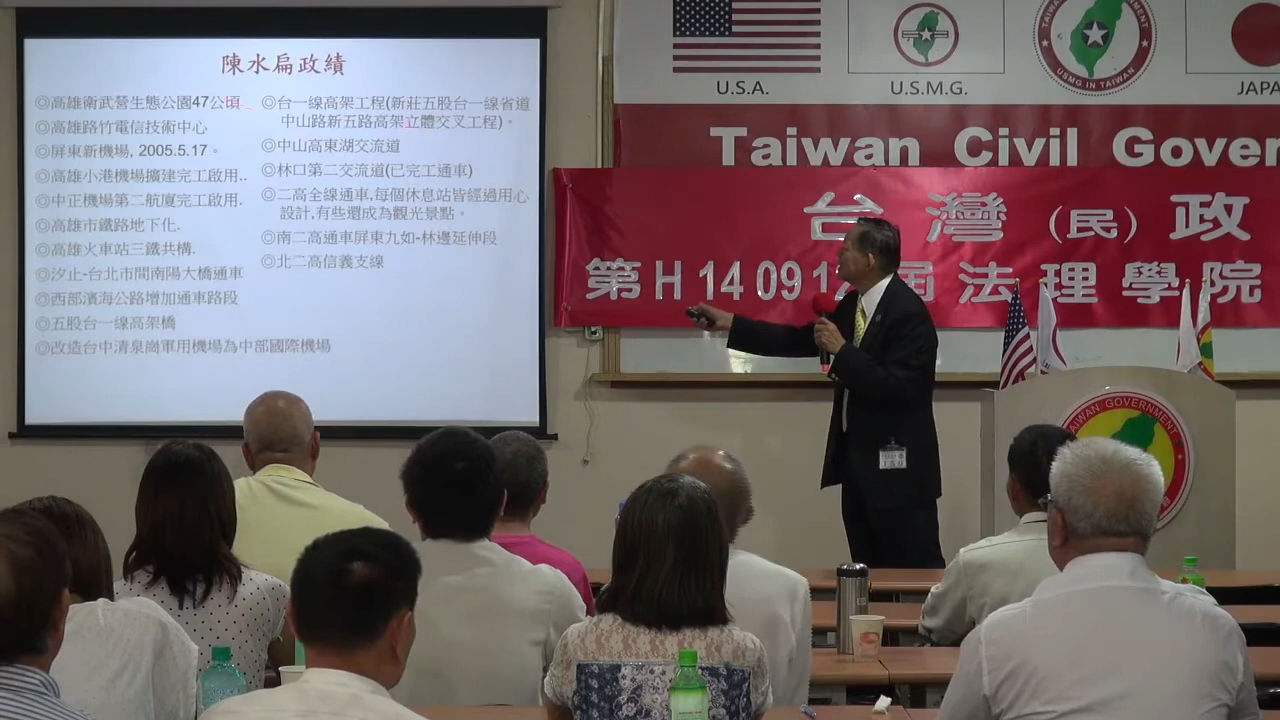 陳水扁政績
◎高雄衛武營生態公園47公頃
◎高雄路竹電信技術中心
◎屏東新機場, 2005.5.17。
◎高雄小港機場擴建完工啟用..
◎中正機場第二航廈完工啟用.
◎高雄市鐵路地下化.
◎高雄火車站三鐵共構.
◎汐止-台北市間南陽大橋通車
◎西部濱海公路增加通車路段
◎五股台一線高架橋
◎改造台中清泉崗軍用機場為中部國際機場
◎台一線高架工程(新莊五股台一線省道
中山路新五路高架立體交叉工程)。
◎中山高東湖交流道
◎林口第二交流道(已完工通車)
◎二高全線通車,每個休息站皆經過用心
設計,有些還成為觀光景點。
◎南二高通車屏東九如-林邊延伸段
◎北二高信義支線
U.S.A.
U.S.M.G.
USMG IN TAIWAN
JAPA
Taiwan Civil Gover
台灣(民)政
第H 14 09 12屆法理學院
TAIWAN GOVERNMENT